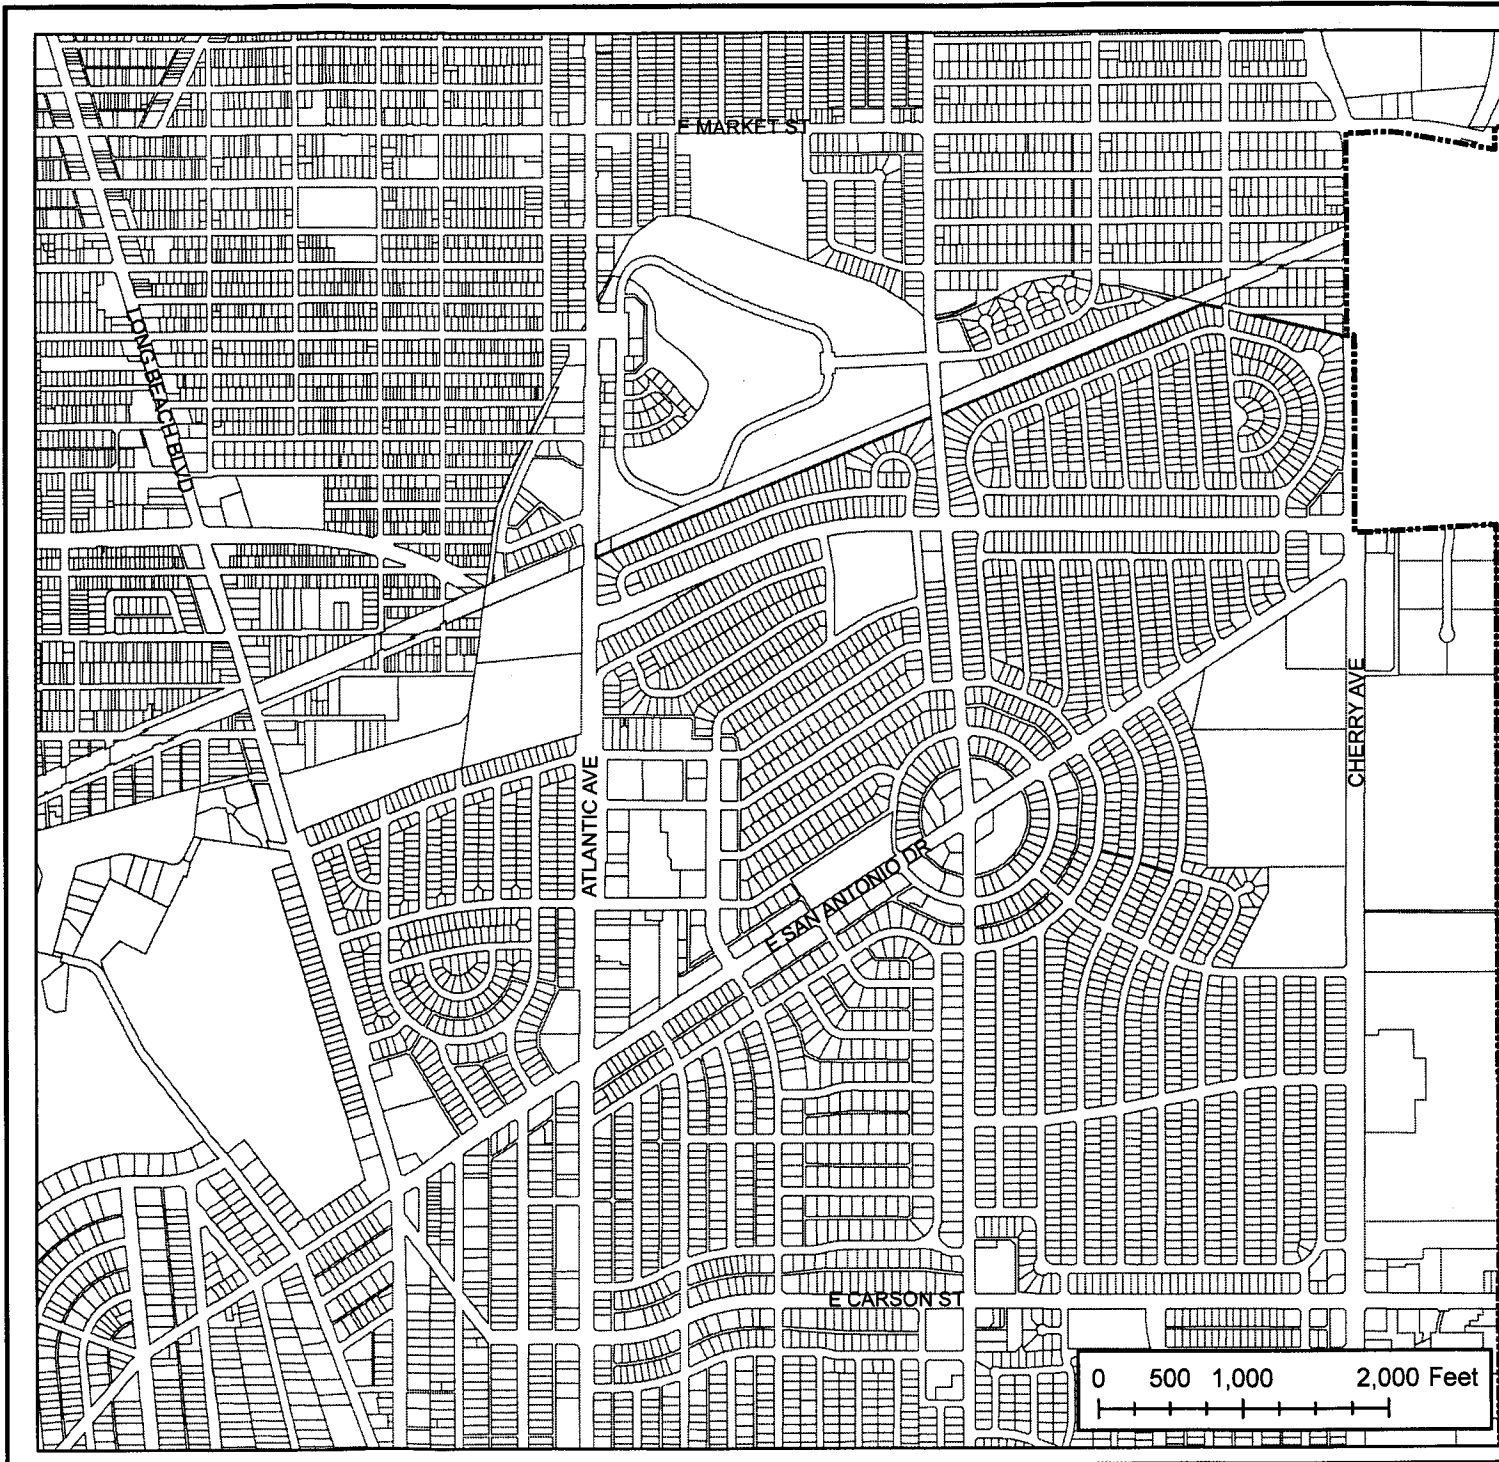 E MARKET ST
LONG BEACH BLVD
CHERRY AVE
ATLANTIC AVE
E SAN ANTONIO DR
E CARSON ST
0 500 1,000 2,000 Feet